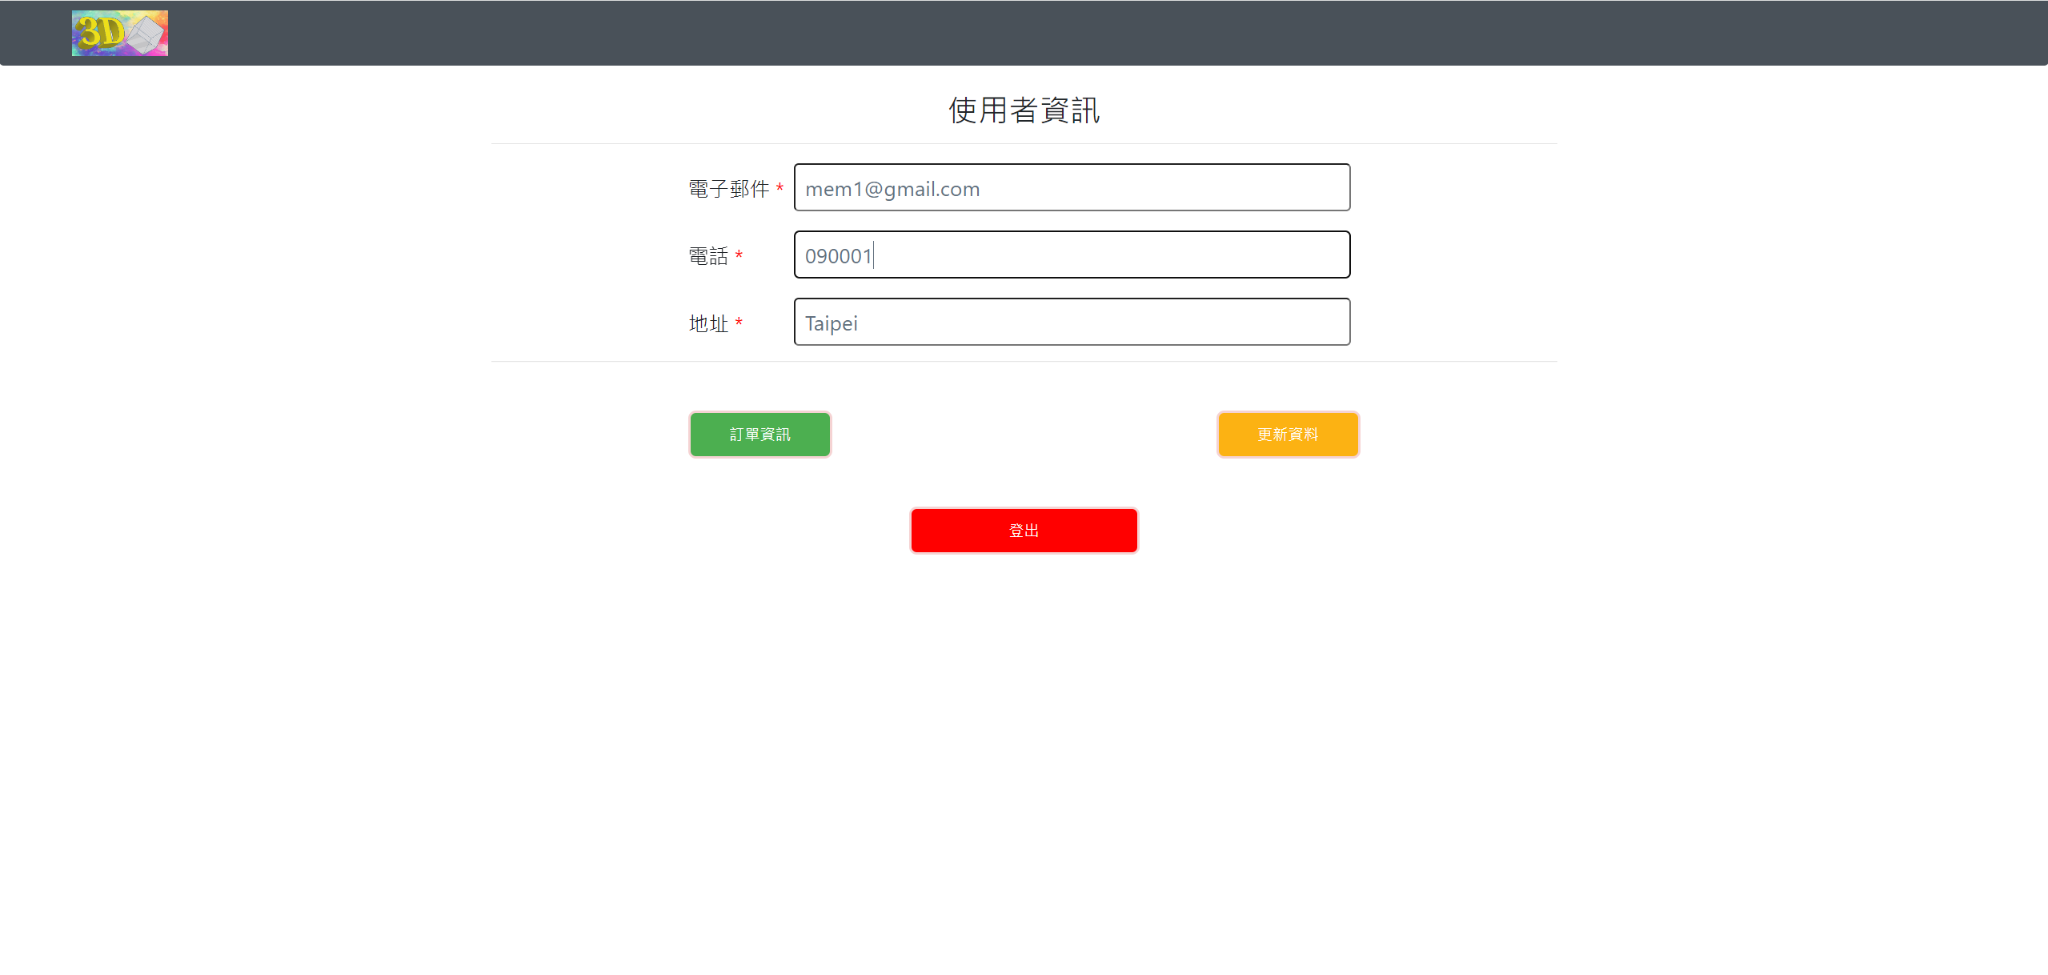 3D
使用者資訊
電子郵件 * mem1@gmail.com
電話 * 090001
地址 * Taipei
訂單資訊 更新資料
登出